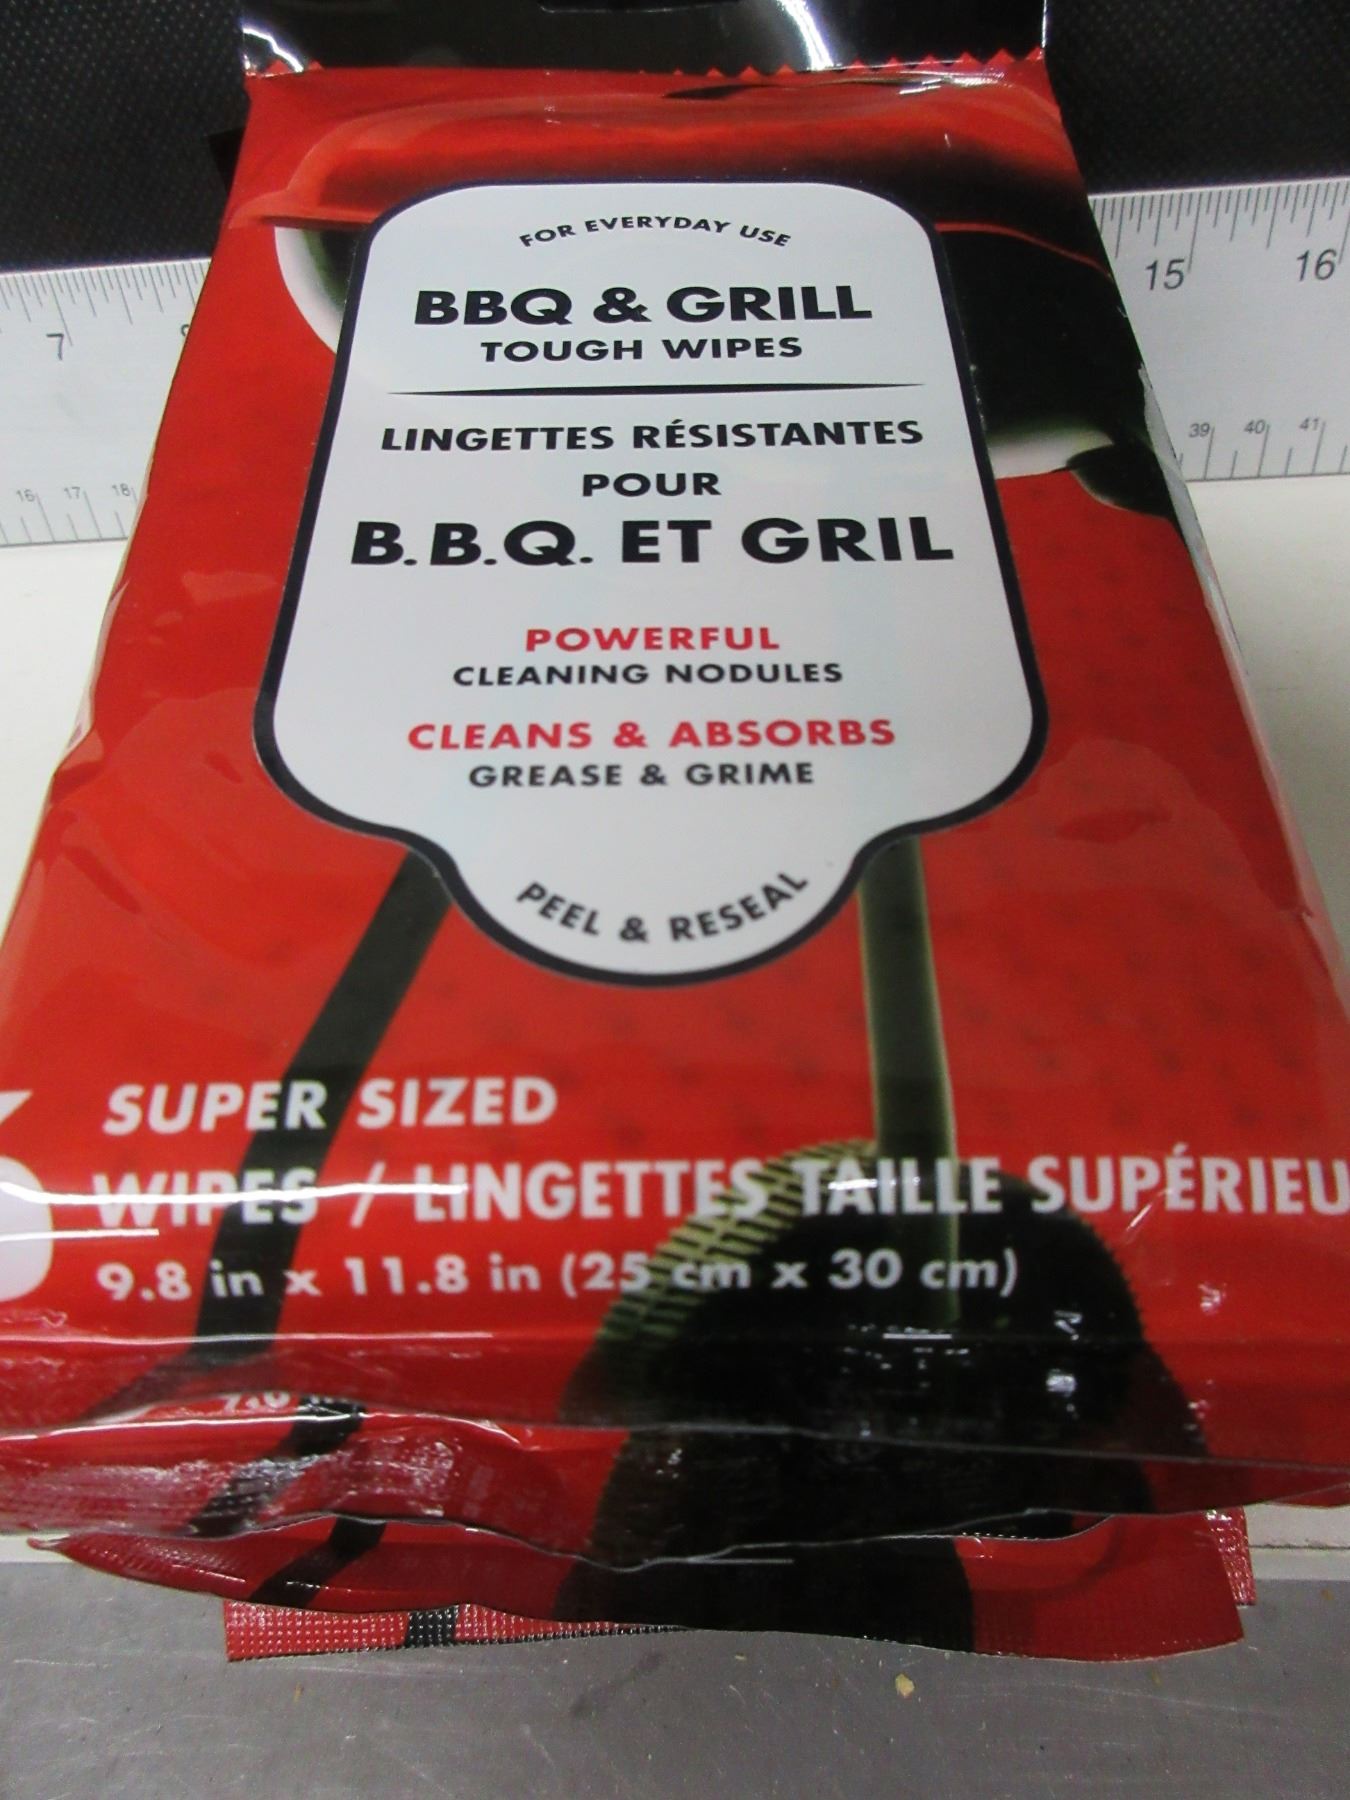 FOR EVERYDAY USE
BBQ & GRILL
TOUGH WIPES
LINGETTES RÉSISTANTES
POUR
B.B.Q. ET GRIL
POWERFUL
CLEANING NODULES
CLEANS & ABSORBS
GREASE & GRIME
PEEL & RESEAL
SUPER SIZED
WIPES / LINGETTES TAILLE SUPÉRIEU
9.8 in x 11.8 in (25 cm x 30 cm)
7
15 16
16 17 18
39 40 41